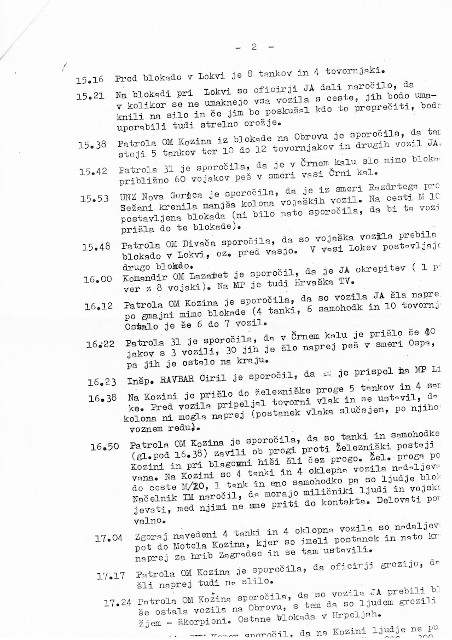 - 2 -
15.16 Pred blokado v Lokvi je 8 tankov in 4 tovornjaki.
15.21 Na blokadi pri Lokvi so oficirji JA dali naročilo, da
v kolikor se ne umaknejo vsa vozila s ceste, jih bodo uma-
knili na silo in če jim bo poskušal kdo to preprečiti, bodo
uporabili tudi strelno orožje.
15.38 Patrola OM Kozina iz blokade na Obrovu je sporočila, da tam
stoji 5 tankov ter 10 do 12 tovornjakov in drugih vozil JA.
15.42 Patrola 31 je sporočila, da je v Črnem kalu šlo mimo bloka
približno 60 vojakov peš v smeri vasi Črni kal.
15.53 UNZ Nova Gorica je sporočila, da je iz smeri Razdrtega pro
Sežani krenila manjša kolona vojaških vozil. Na cesti M 10
postavljena blokada (ni bilo nato sporočila, da bi te vozi
prišla do te blokade).
15.48 Patrola OM Divača sporočila, da so vojaška vozila prebila
blokado v Lokvi, oz. pred vasjo. V vasi Lokev postavljajo
drugo blokado.
16.00 Komandir OM Lazaret je sporočil, da je JA okrepitev ( 1 p
ver z 8 vojaki). Na MP je tudi Hrvaška TV.
16.12 Patrola OM Kozina je sporočila, da so vozila JA šla napre
po gmajni mimo blokade (4 tanki, 6 samohodk in 10 tovornj
Ostalo je še 6 do 7 vozil.
16.22 Patrola 31 je sporočila, da v Črnem kalu je prišlo še 40
jakov s 3 vozili, 30 jih je šlo naprej peš v smeri Ospa,
pa jih je ostalo na kraju.
16.23 Insp. RAVBAR Ciril je sporočil, da je prispel na MP Li
16.38 Na Kozini je prišlo do železniške proge 5 tankov in 4 sam
ke. Pred vozila pripeljal tovorni vlak in se ustavil, da
kolona ni mogla naprej (postanek vlaka slučajen, po njiho
voznem redu).
16.50 Patrola OM Kozina je sporočila, da so tanki in samohodke
(gl.pod 16.38) zavili ob progi proti Železniški postaji
Kozini in pri blagovni hiši šli čez progo. Žel. proga po
vana. Na Kozini so 4 tanki in 4 oklepna vozila nadaljeva
do ceste M/10, 1 tank in eno samohodko pa so ljudje blok
Načelnik IM naročil, da morajo miličniki ljudi in vojsko
jevati, med njimi ne sme priti do kontakta. Delovati pom
valno.
17.04 Zgoraj navedeni 4 tanki in 4 oklopna vozila so nadaljev
pot do Motela Kozina, kjer so imeli postanek in nato kr
naprej za hrib Zagradec in se tam ustavili.
17.17 Patrola OM Kozina je sporočila, da oficirji grozijo, da
šli naprej tudi na silo.
17.24 Patrola OM Kozina sporočila, da so vozila JA prebili bl
še ostala vozila na Obrovu, s tem da so ljudem grozili
žjem - škorpioni. Ostane blokada v Hrpeljah.
sporočil, da na Kozini ljudje ne po